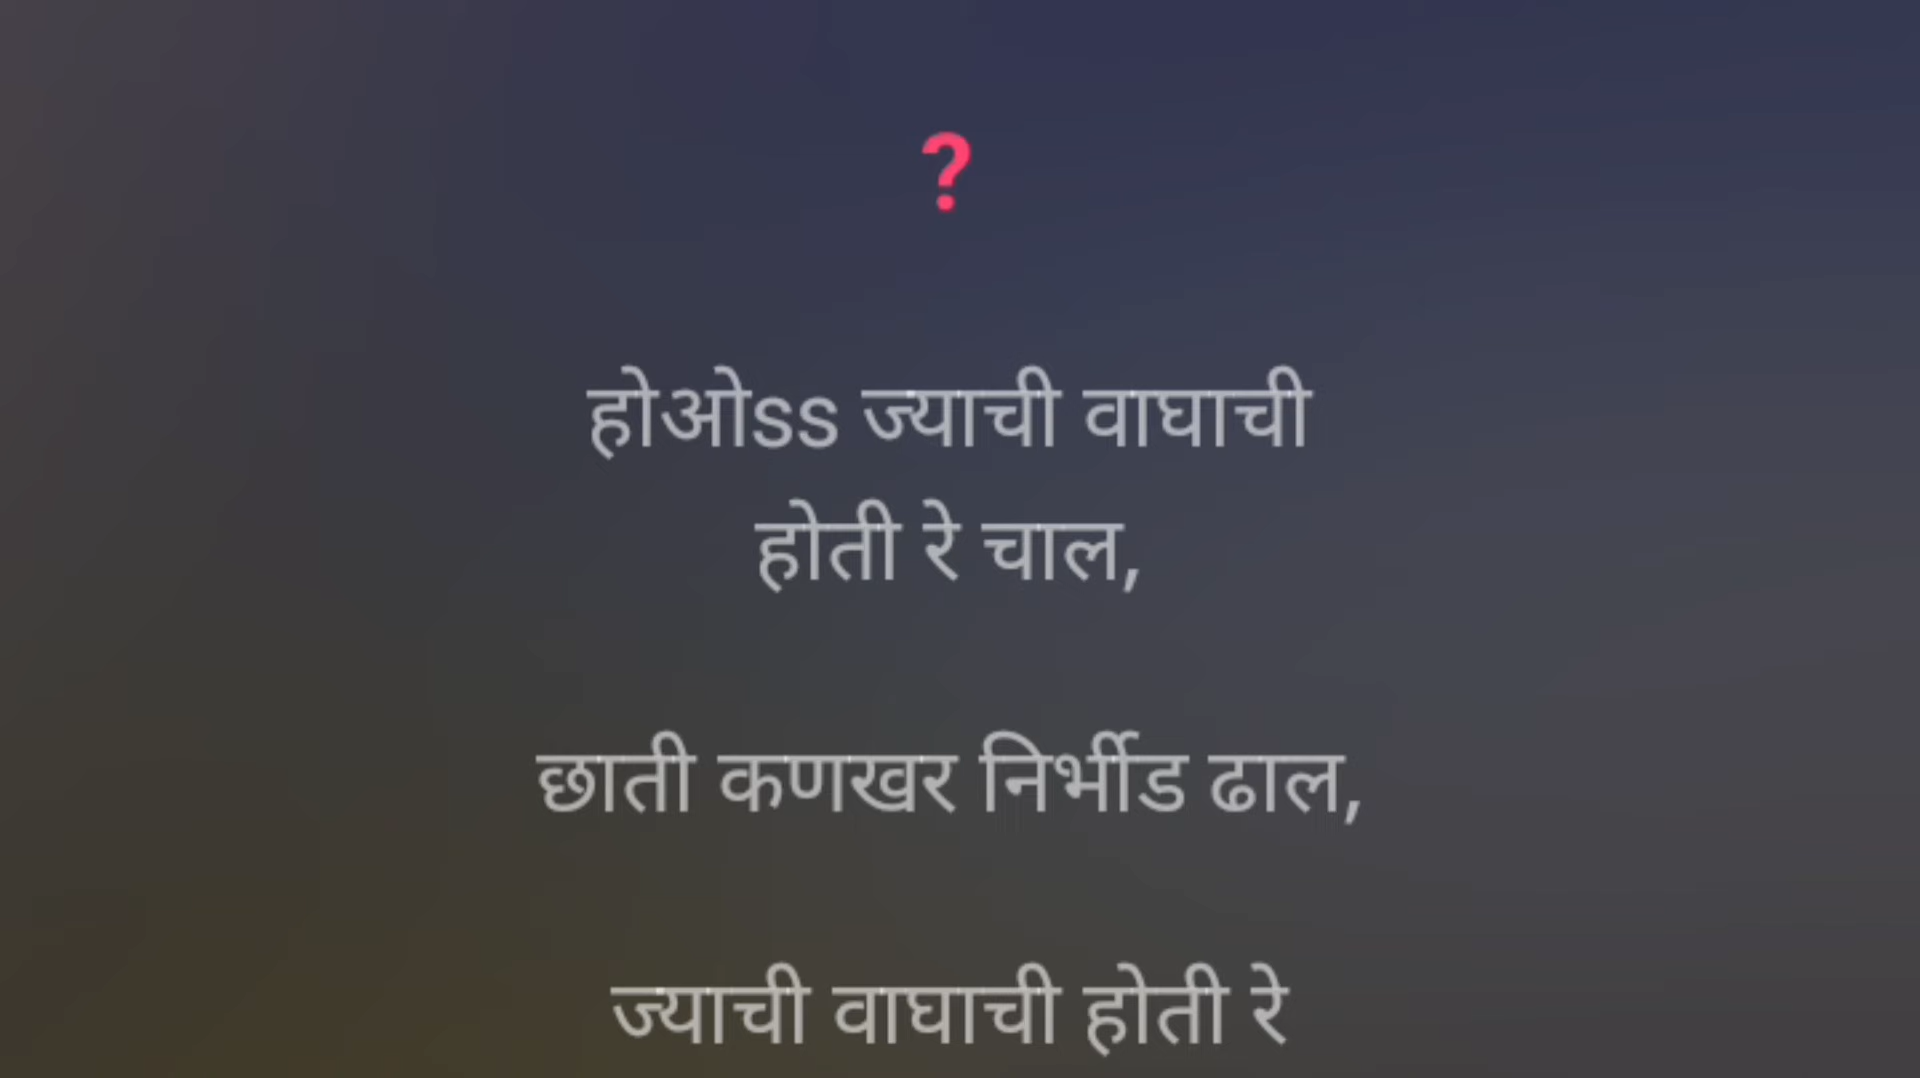 ?
होओss ज्याची वाघाची
होती रे चाल,
छाती कणखर निर्भीड ढाल,
ज्याची वाघाची होती रे